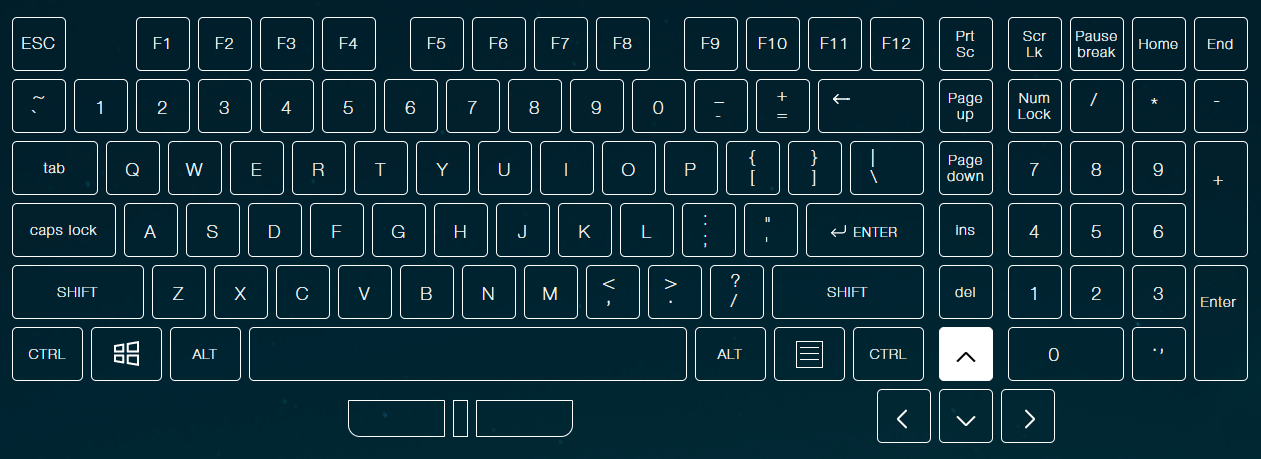 ESC F1 F2 F3 F4 F5 F6 F7 F8 F9 F10 F11 F12 Prt Sc Scr Lk Pause break Home End
~ ` 1 2 3 4 5 6 7 8 9 0 _ - + = ← Page up Num Lock / * -
tab Q W E R T Y U I O P { [ } ] | \ Page down 7 8 9 +
caps lock A S D F G H J K L : ; " ' ↵ ENTER ins 4 5 6
SHIFT Z X C V B N M < , > . ? / SHIFT del 1 2 3 Enter
CTRL ALT ALT CTRL ^ 0 .,
< ∨ >